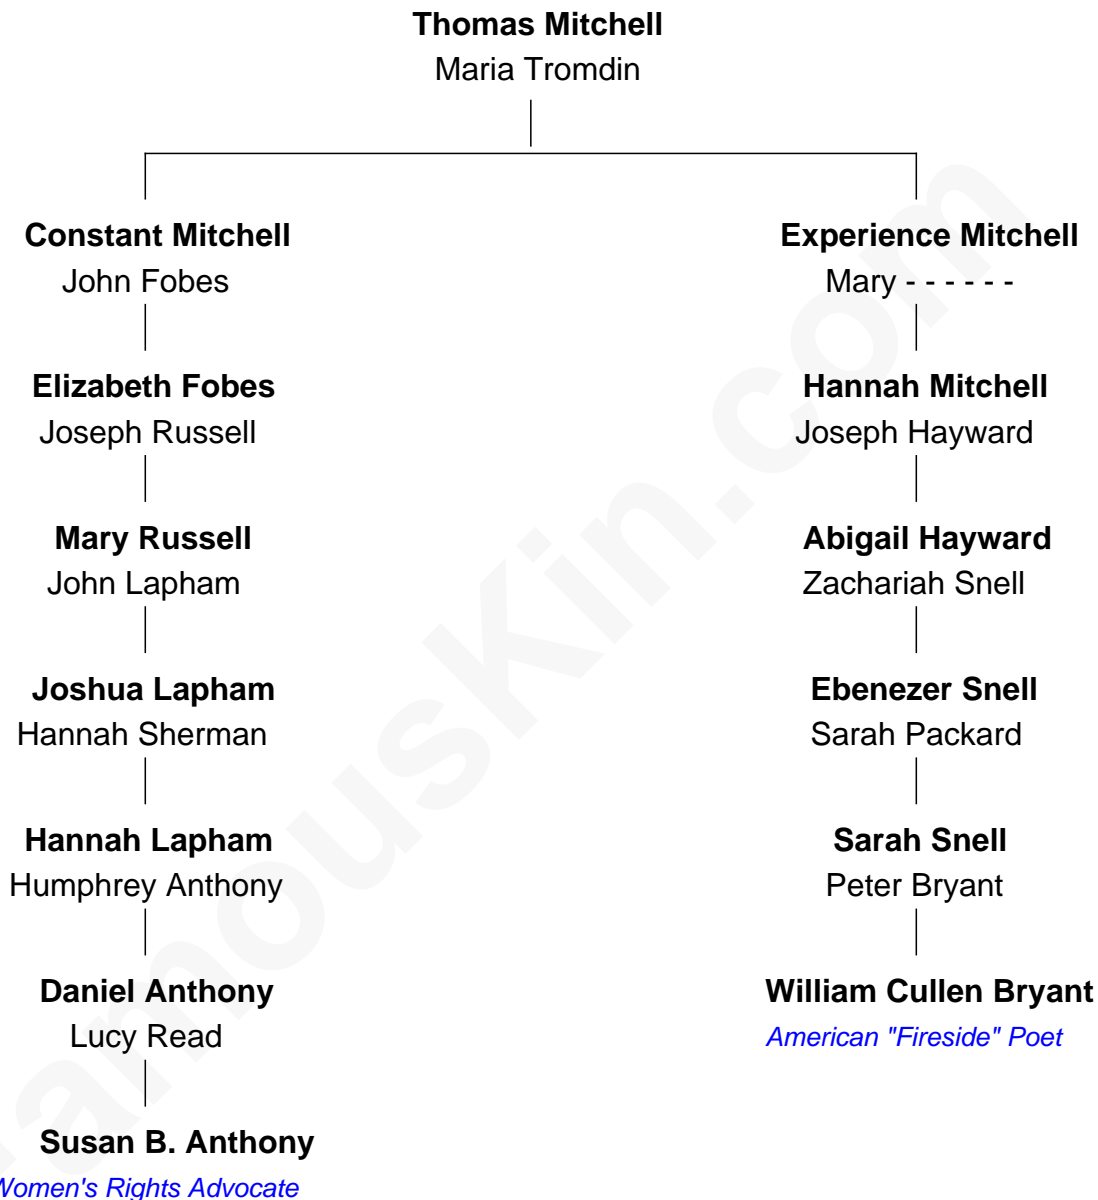 Thomas Mitchell
Maria Tromdin
Constant Mitchell
John Fobes
Elizabeth Fobes
Joseph Russell
Mary Russell
John Lapham
Joshua Lapham
Hannah Sherman
Hannah Lapham
Humphrey Anthony
Daniel Anthony
Lucy Read
Susan B. Anthony
Women's Rights Advocate
Experience Mitchell
Mary - - - - - -
Hannah Mitchell
Joseph Hayward
Abigail Hayward
Zachariah Snell
Ebenezer Snell
Sarah Packard
Sarah Snell
Peter Bryant
William Cullen Bryant
American "Fireside" Poet
FamousKin.com